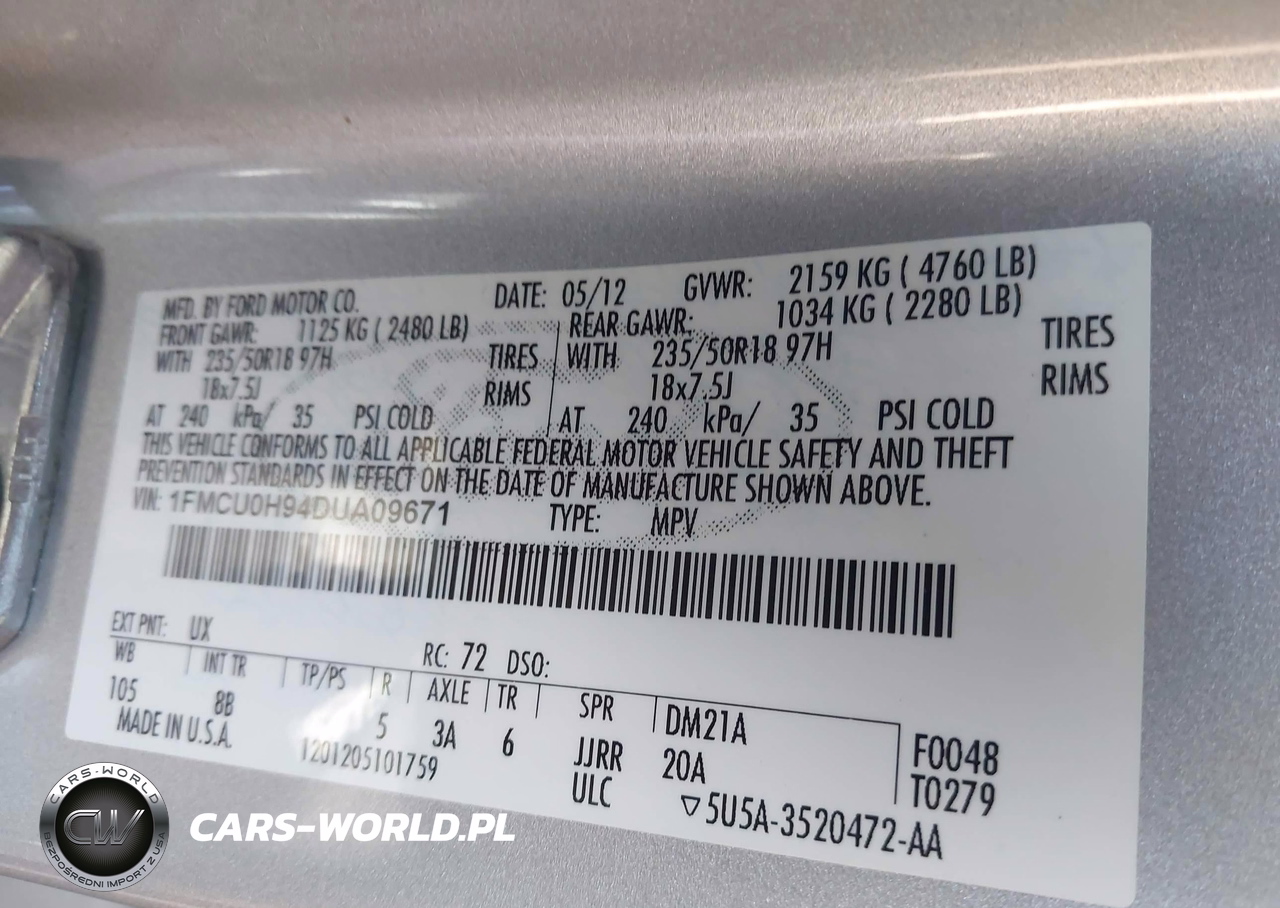 MFD. BY FORD MOTOR CO. DATE: 05/12 GVWR: 2159 KG ( 4760 LB)
FRONT GAWR: 1125 KG ( 2480 LB) REAR GAWR: 1034 KG ( 2280 LB)
WITH 235/50R18 97H TIRES WITH 235/50R18 97H TIRES
18x7.5J RIMS 18x7.5J RIMS
AT 240 kPa/ 35 PSI COLD AT 240 kPa/ 35 PSI COLD
THIS VEHICLE CONFORMS TO ALL APPLICABLE FEDERAL MOTOR VEHICLE SAFETY AND THEFT
PREVENTION STANDARDS IN EFFECT ON THE DATE OF MANUFACTURE SHOWN ABOVE.
VIN: 1FMCU0H94DUA09671 TYPE: MPV
EXT PNT: UX RC: 72 DSO:
WB INT TR TP/PS R AXLE TR SPR DM21A F0048
105 8B 5 3A 6 JJRR 20A T0279
MADE IN U.S.A. 1201205101759 ULC ▽5U5A-3520472-AA
CARS-WORLD
CW
BEZPOŚREDNI IMPORT Z USA
CARS-WORLD.PL